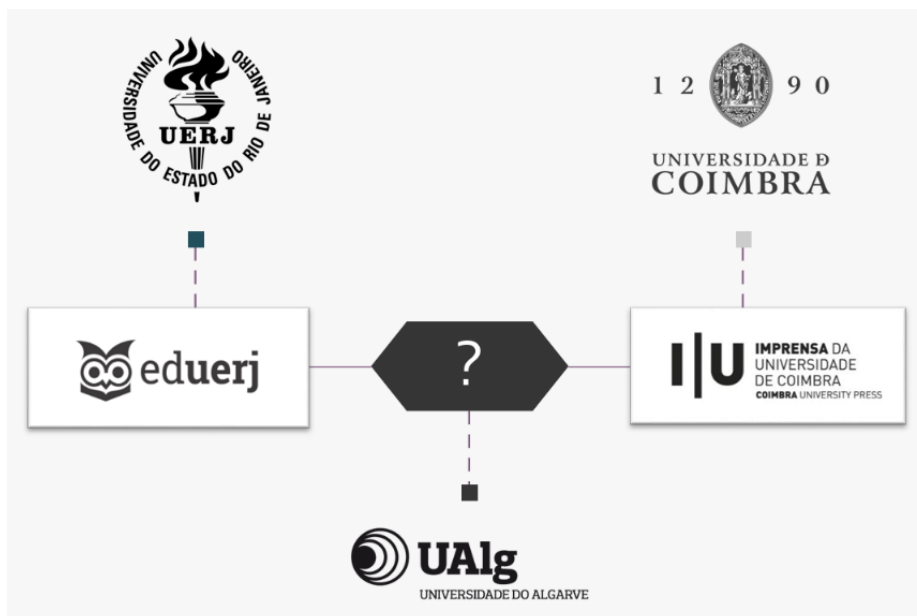 UNIVERSIDADE DO ESTADO DO RIO DE JANEIRO
UERJ
1 2 9 0
UNIVERSIDADE Ð
COIMBRA
eduerj
?
I|U
IMPRENSA DA
UNIVERSIDADE
DE COIMBRA
COIMBRA UNIVERSITY PRESS
UAlg
UNIVERSIDADE DO ALGARVE